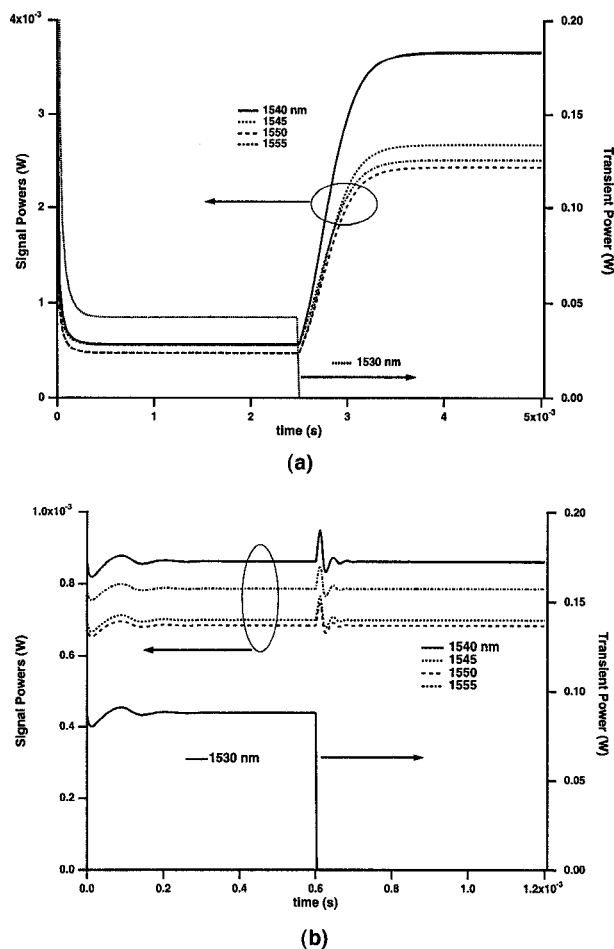 4x10-3
3
2
1
0
Signal Powers (W)
0.20
0.15
0.10
0.05
0.00
Transient Power (W)
1540 nm
1545
1550
1555
1530 nm
0
1
2
3
4
5x10-3
time (s)
(a)
1.0x10-3
0.8
0.6
0.4
0.2
0.0
Signal Powers (W)
0.20
0.15
0.10
0.05
0.00
Transient Power (W)
1540 nm
1545
1550
1555
1530 nm
0.0
0.2
0.4
0.6
0.8
1.0
1.2x10-3
time (s)
(b)